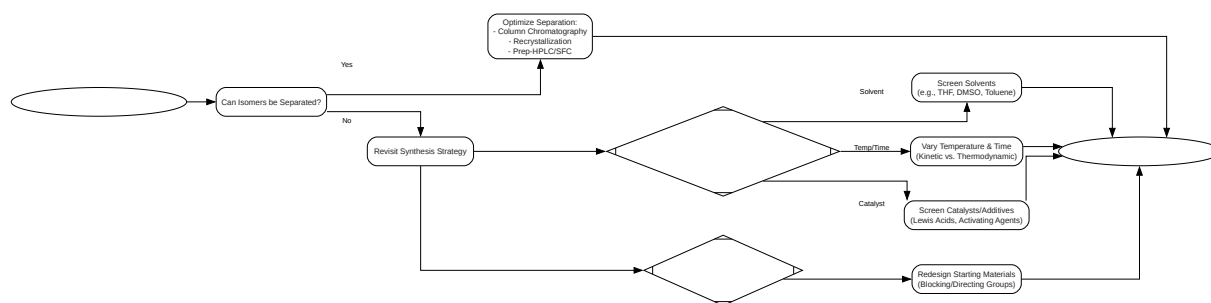 Optimize Separation:
- Column Chromatography
- Recrystallization
- Prep-HPLC/SFC
Yes
Can Isomers be Separated?
No
Revisit Synthesis Strategy
Solvent
Screen Solvents
(e.g., THF, DMSO, Toluene)
Temp/Time
Vary Temperature & Time
(Kinetic vs. Thermodynamic)
Catalyst
Screen Catalysts/Additives
(Lewis Acids, Activating Agents)
Redesign Starting Materials
(Blocking/Directing Groups)